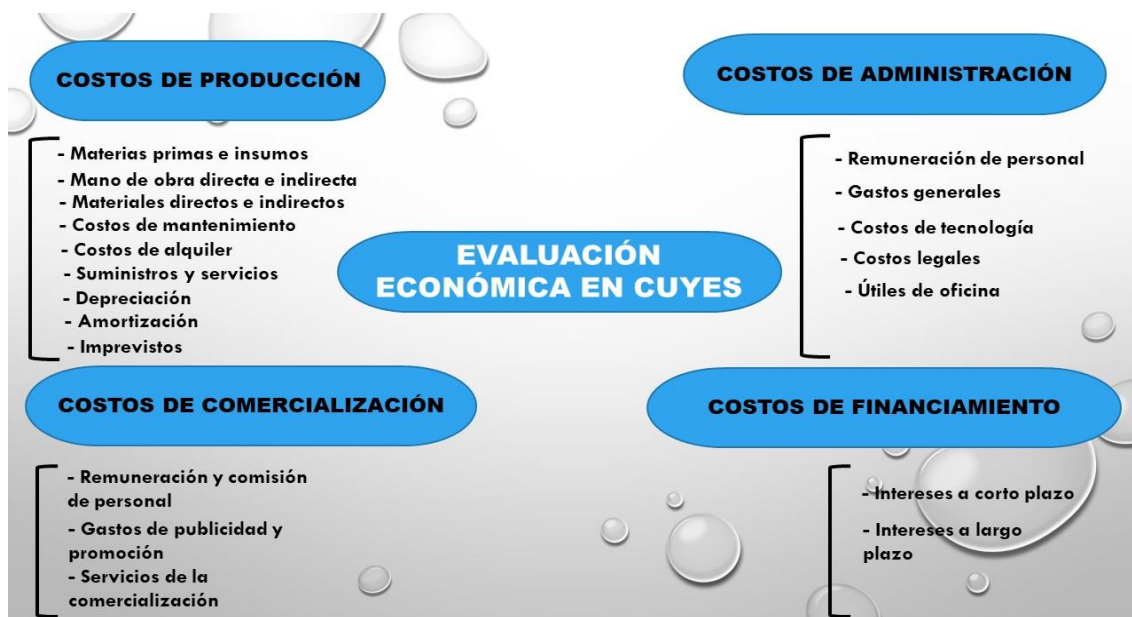 COSTOS DE PRODUCCIÓN
- Materias primas e insumos
- Mano de obra directa e indirecta
- Materiales directos e indirectos
- Costos de mantenimiento
- Costos de alquiler
- Suministros y servicios
- Depreciación
- Amortización
- Imprevistos
COSTOS DE ADMINISTRACIÓN
- Remuneración de personal
- Gastos generales
- Costos de tecnología
- Costos legales
- Útiles de oficina
EVALUACIÓN
ECONÓMICA EN CUYES
COSTOS DE COMERCIALIZACIÓN
- Remuneración y comisión
de personal
- Gastos de publicidad y
promoción
- Servicios de la
comercialización
COSTOS DE FINANCIAMIENTO
- Intereses a corto plazo
- Intereses a largo
plazo